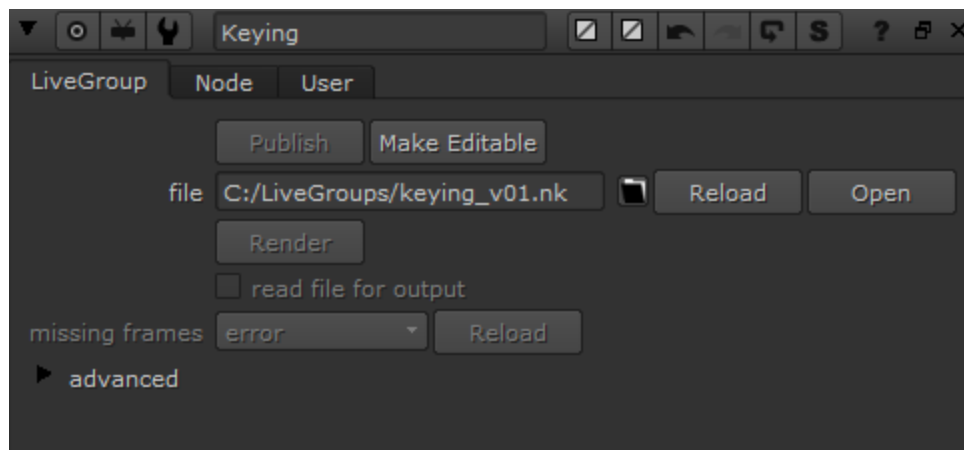 Keying S ?
LiveGroup Node User
Publish Make Editable
file C:/LiveGroups/keying_v01.nk Reload Open
Render
read file for output
missing frames error Reload
advanced